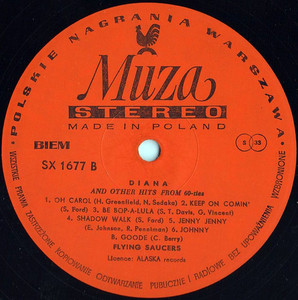 POLSKIE NAGRANIA WARSZAWA
Muza
STEREO
MADE IN POLAND
BIEM
S 33
SX 1677 B
DIANA
AND OTHER HITS FROM 60-ties
1. OH CAROL (H. Greenfield, N. Sedaka) 2. KEEP ON COMIN'
(S. Ford) 3. BE BOP-A-LULA (S. T. Davis, G. Vincent)
4. SHADOW WALK (S. Ford) 5. JENNY JENNY
(E. Johnson, R. Penniman) 6. JOHNNY
B. GOODE (C. Berry)
FLYING SAUCERS
Licence: ALASKA records
WSZELKIE PRAWA ZASTRZEŻONE KOPIOWANIE ODTWARZANIE PUBLICZNE I RADIOWE BEZ UPOWAŻNIENIA WZBRONIONE